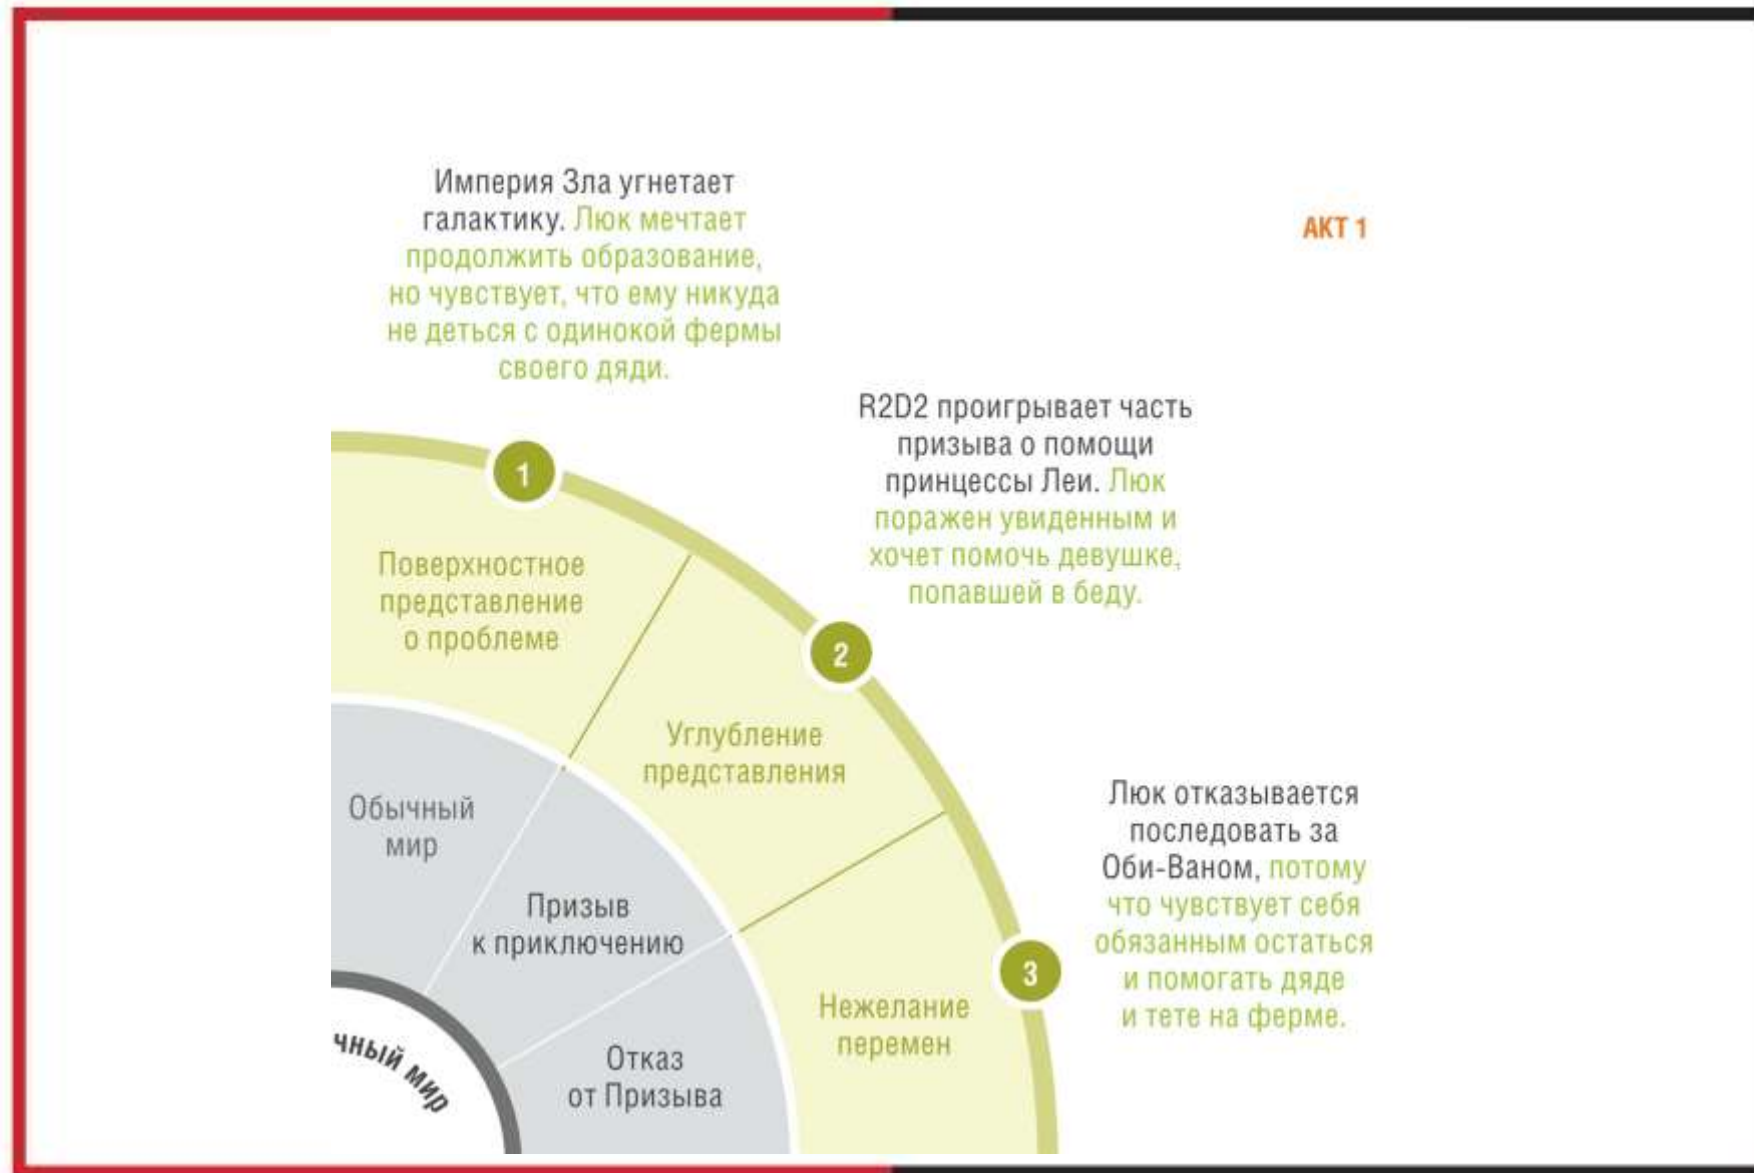 Империя Зла угнетает
галактику. Люк мечтает
продолжить образование,
но чувствует, что ему никуда
не деться с одинокой фермы
своего дяди.
АКТ 1
R2D2 проигрывает часть
призыва о помощи
принцессы Леи. Люк
поражен увиденным и
хочет помочь девушке,
попавшей в беду.
1
Поверхностное
представление
о проблеме
2
Углубление
представления
Люк отказывается
последовать за
Оби-Ваном, потому
что чувствует себя
обязанным остаться
и помогать дяде
и тете на ферме.
3
Нежелание
перемен
Обычный
мир
Призыв
к приключению
Отказ
от Призыва
чный мир